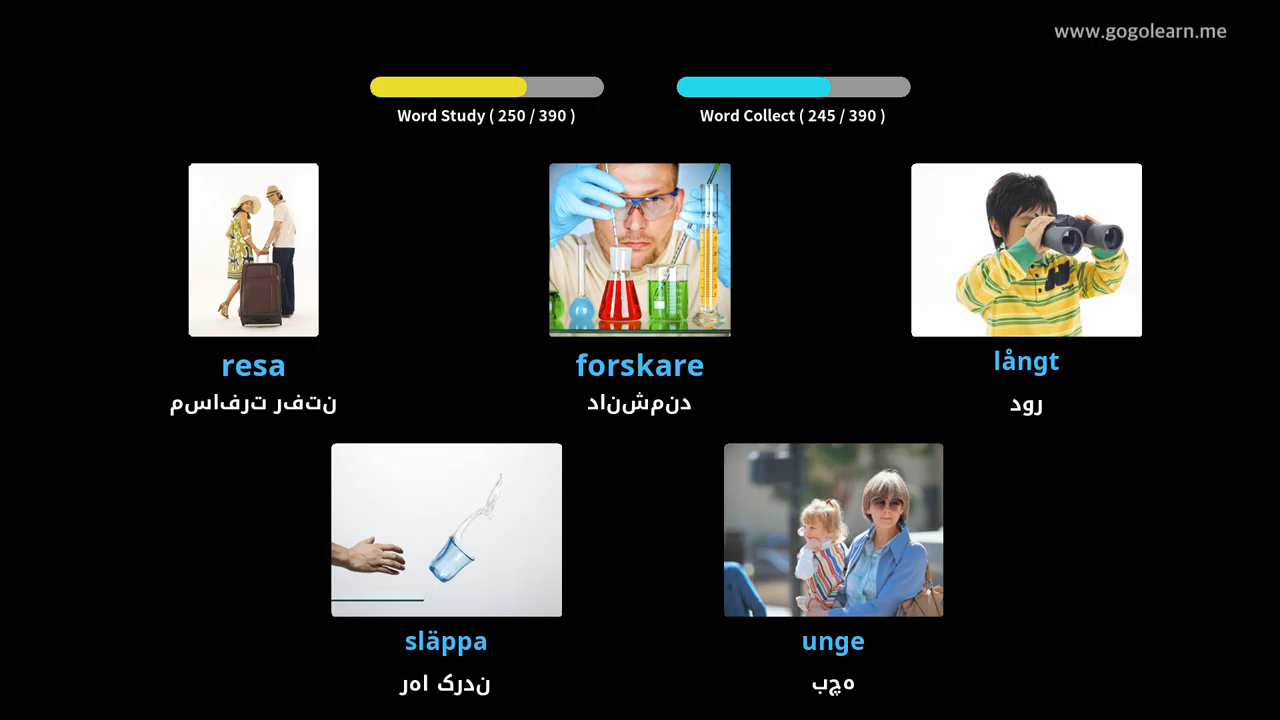 www.gogolearn.me
Word Study ( 250 / 390 )
Word Collect ( 245 / 390 )
resa
مسافرت رفتن
forskare
دانشمند
långt
دور
släppa
رها کردن
unge
بچه